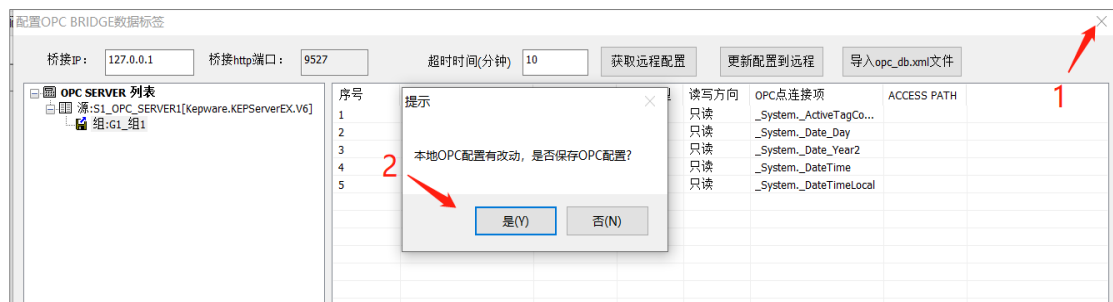 配置OPC BRIDGE数据标签
桥接IP： 127.0.0.1 桥接http端口： 9527 超时时间(分钟) 10 获取远程配置 更新配置到远程 导入opc_db.xml文件
1
OPC SERVER 列表
源:S1_OPC_SERVER1[Kepware.KEPServerEX.V6]
组:G1_组1
序号 读写方向 OPC点连接项 ACCESS PATH
1 只读 _System._ActiveTagCo...
2 只读 _System._Date_Day
3 只读 _System._Date_Year2
4 只读 _System._DateTime
5 只读 _System._DateTimeLocal
提示
本地OPC配置有改动，是否保存OPC配置?
2
是(Y) 否(N)